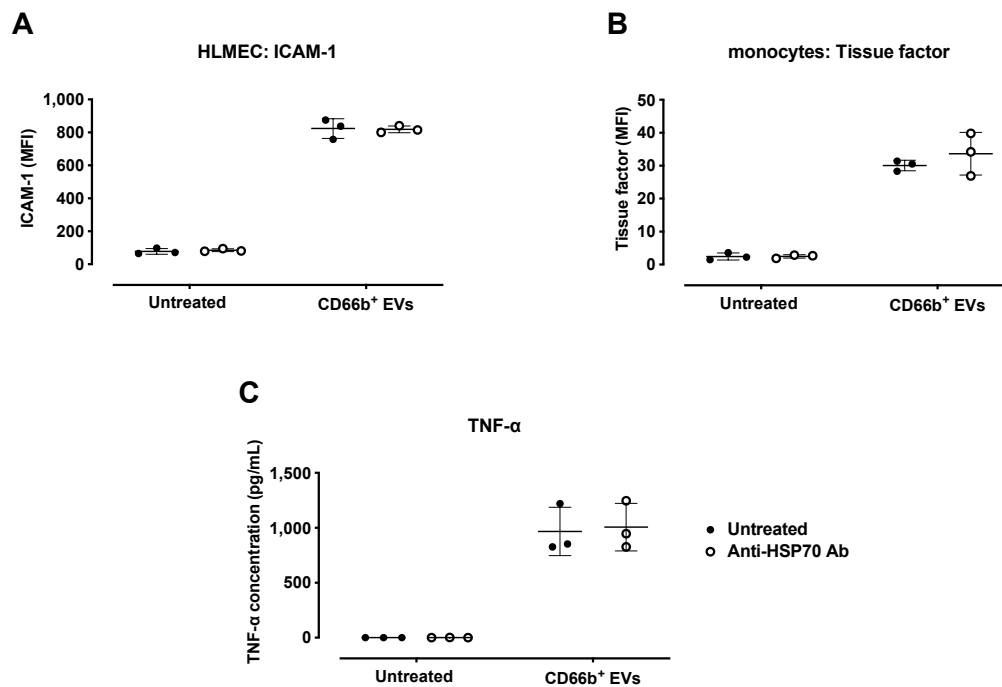 A
HLMEC: ICAM-1
ICAM-1 (MFI)
1,000
800
600
400
200
0
Untreated
CD66b⁺ EVs
B
monocytes: Tissue factor
Tissue factor (MFI)
50
40
30
20
10
0
Untreated
CD66b⁺ EVs
C
TNF-α
TNF-α concentration (pg/mL)
1,500
1,000
500
0
Untreated
CD66b⁺ EVs
Untreated
Anti-HSP70 Ab